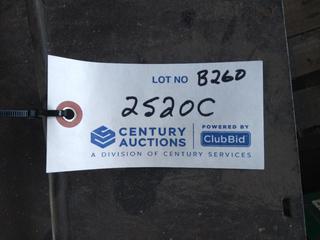 LOT NO B260
2520C
CENTURY AUCTIONS
POWERED BY ClubBid
A DIVISION OF CENTURY SERVICES